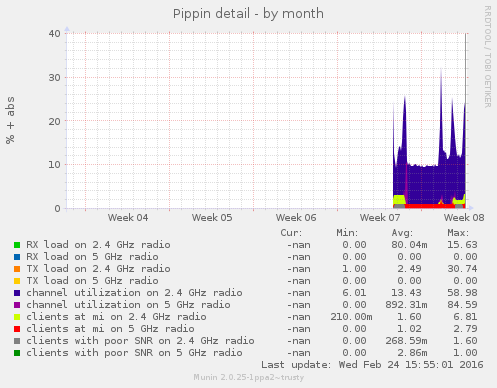 Pippin detail - by month
RRDTOOL / TOBI OETIKER
% + abs
40
30
20
10
0
Week 04 Week 05 Week 06 Week 07 Week 08
Cur: Min: Avg: Max:
RX load on 2.4 GHz radio -nan 0.00 80.04m 15.63
RX load on 5 GHz radio -nan 0.00 0.00 0.00
TX load on 2.4 GHz radio -nan 1.00 2.49 30.74
TX load on 5 GHz radio -nan 0.00 0.00 0.00
channel utilization on 2.4 GHz radio -nan 6.01 13.43 58.98
channel utilization on 5 GHz radio -nan 0.00 892.31m 84.59
clients at mi on 2.4 GHz radio -nan 210.00m 1.60 6.81
clients at mi on 5 GHz radio -nan 0.00 1.02 2.79
clients with poor SNR on 2.4 GHz radio -nan 0.00 268.59m 1.60
clients with poor SNR on 5 GHz radio -nan 0.00 2.86m 1.00
Last update: Wed Feb 24 15:55:01 2016
Munin 2.0.25-1ppa2~trusty